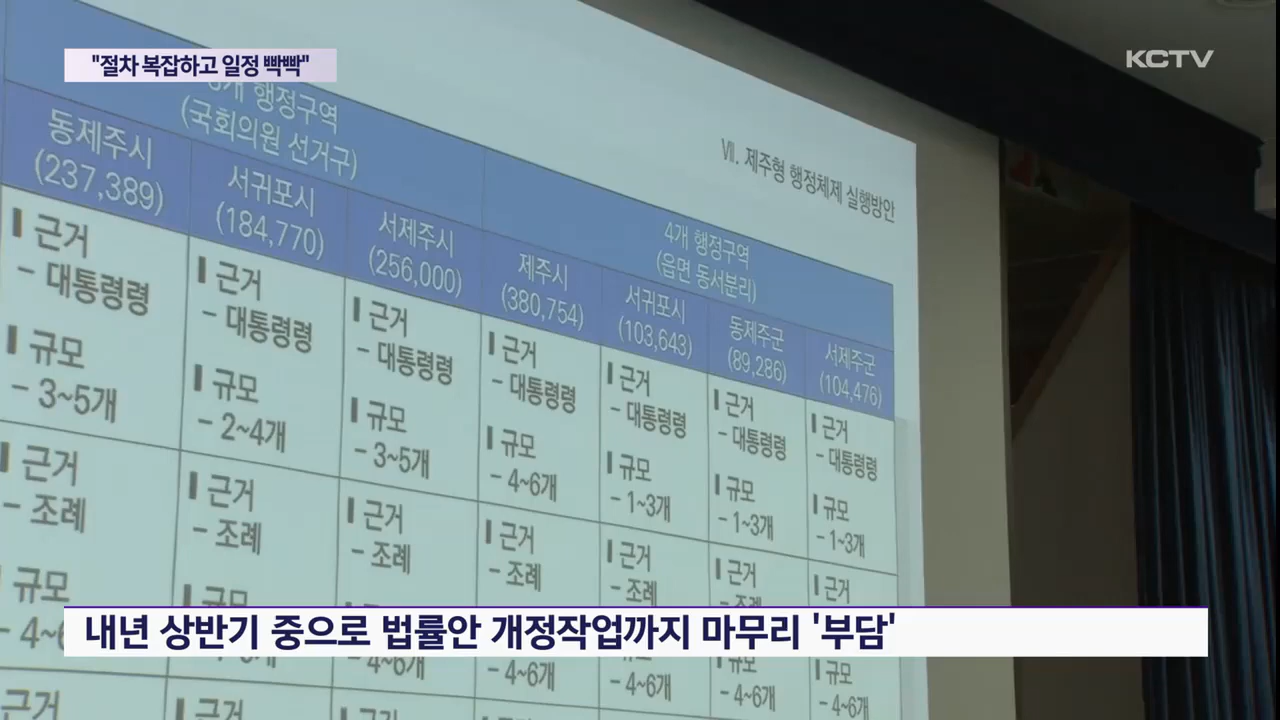 "절차 복잡하고 일정 빡빡"
KCTV
Ⅶ. 제주형 행정체제 실행방안
행정구역
(국회의원 선거구)
4개 행정구역
(읍면 동서분리)
동제주시
(237,389)
서귀포시
(184,770)
서제주시
(256,000)
제주시
(380,754)
서귀포시
(103,643)
동제주군
(89,286)
서제주군
(104,476)
근거
- 대통령령
규모
- 3~5개
근거
- 대통령령
규모
- 2~4개
근거
- 대통령령
규모
- 3~5개
근거
- 대통령령
규모
- 4~6개
근거
- 대통령령
규모
- 1~3개
근거
- 대통령령
규모
- 1~3개
근거
- 대통령령
규모
- 1~3개
근거
- 조례
규모
근거
- 조례
규모
근거
- 조례
- 4~6개
근거
- 조례
- 4~6개
근거
- 조례
- 4~6개
근거
- 조례
규모
- 4~6개
근거
규모
- 4~6개
내년 상반기 중으로 법률안 개정작업까지 마무리 '부담'